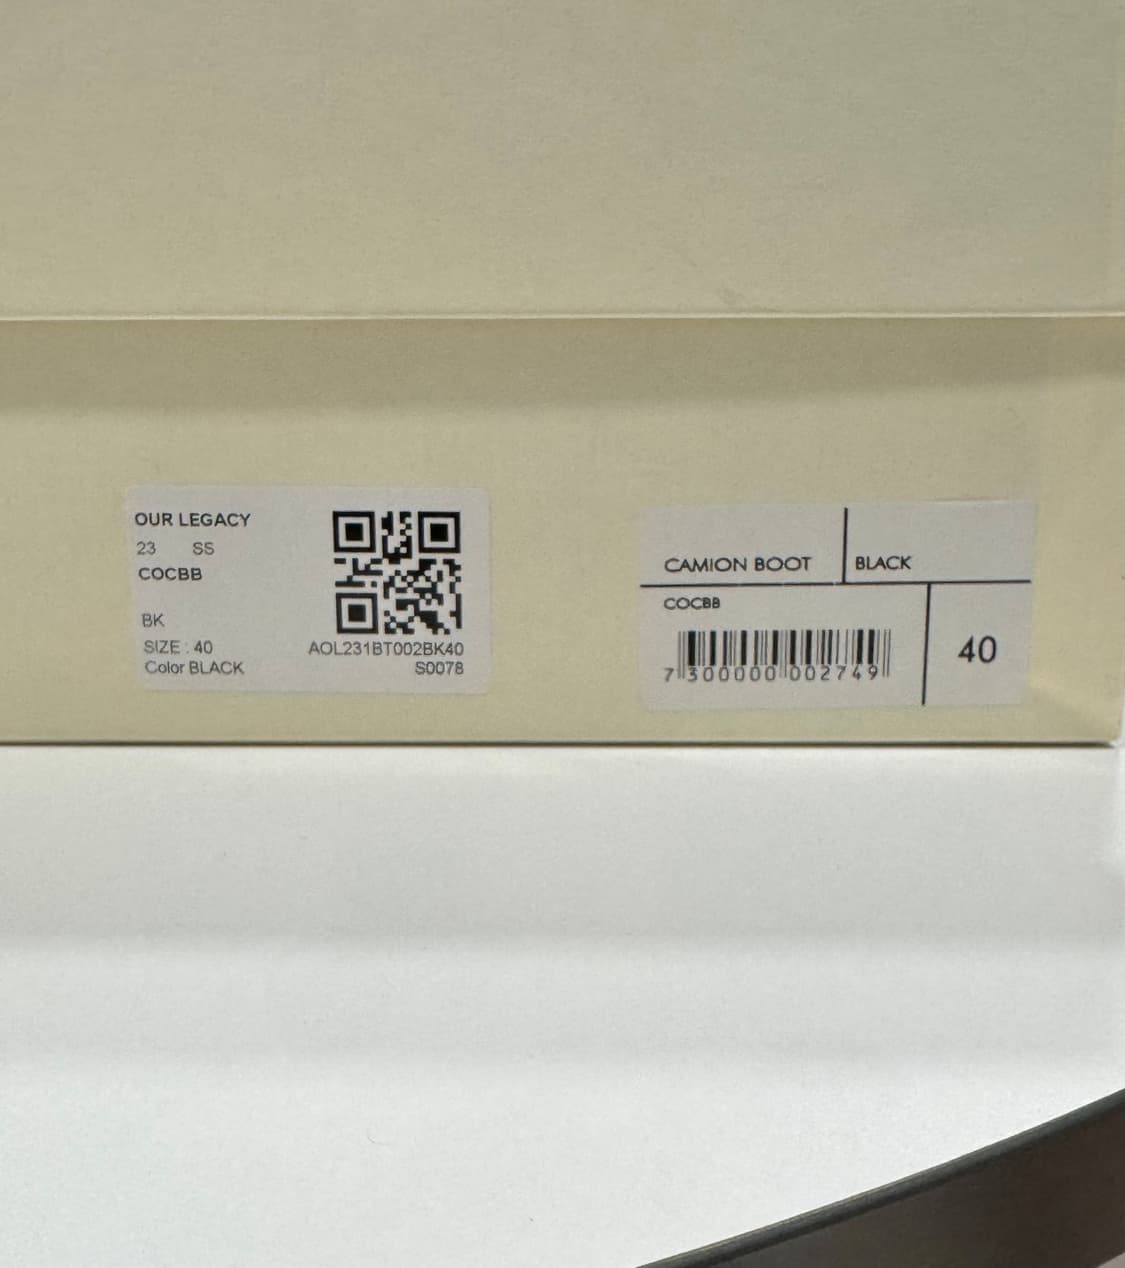 OUR LEGACY
23 SS
COCBB
BK
SIZE : 40
Color BLACK
AOL231BT002BK40
S0078
CAMION BOOT
BLACK
COCBB
7 300000 002749
40